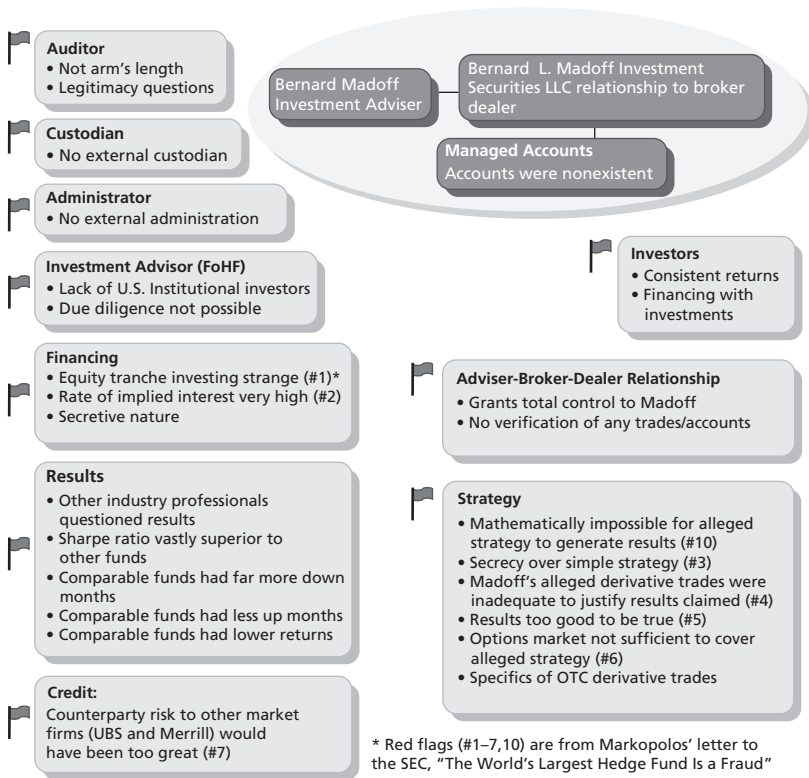 Auditor
• Not arm's length
• Legitimacy questions
Custodian
• No external custodian
Administrator
• No external administration
Investment Advisor (FoHF)
• Lack of U.S. Institutional investors
• Due diligence not possible
Financing
• Equity tranche investing strange (#1)*
• Rate of implied interest very high (#2)
• Secretive nature
Results
• Other industry professionals
questioned results
• Sharpe ratio vastly superior to
other funds
• Comparable funds had far more down
months
• Comparable funds had less up months
• Comparable funds had lower returns
Credit:
Counterparty risk to other market
firms (UBS and Merrill) would
have been too great (#7)
Bernard Madoff
Investment Adviser
Bernard L. Madoff Investment
Securities LLC relationship to broker
dealer
Managed Accounts
Accounts were nonexistent
Investors
• Consistent returns
• Financing with
investments
Adviser-Broker-Dealer Relationship
• Grants total control to Madoff
• No verification of any trades/accounts
Strategy
• Mathematically impossible for alleged
strategy to generate results (#10)
• Secrecy over simple strategy (#3)
• Madoff's alleged derivative trades were
inadequate to justify results claimed (#4)
• Results too good to be true (#5)
• Options market not sufficient to cover
alleged strategy (#6)
• Specifics of OTC derivative trades
* Red flags (#1–7,10) are from Markopolos' letter to
the SEC, "The World's Largest Hedge Fund Is a Fraud"